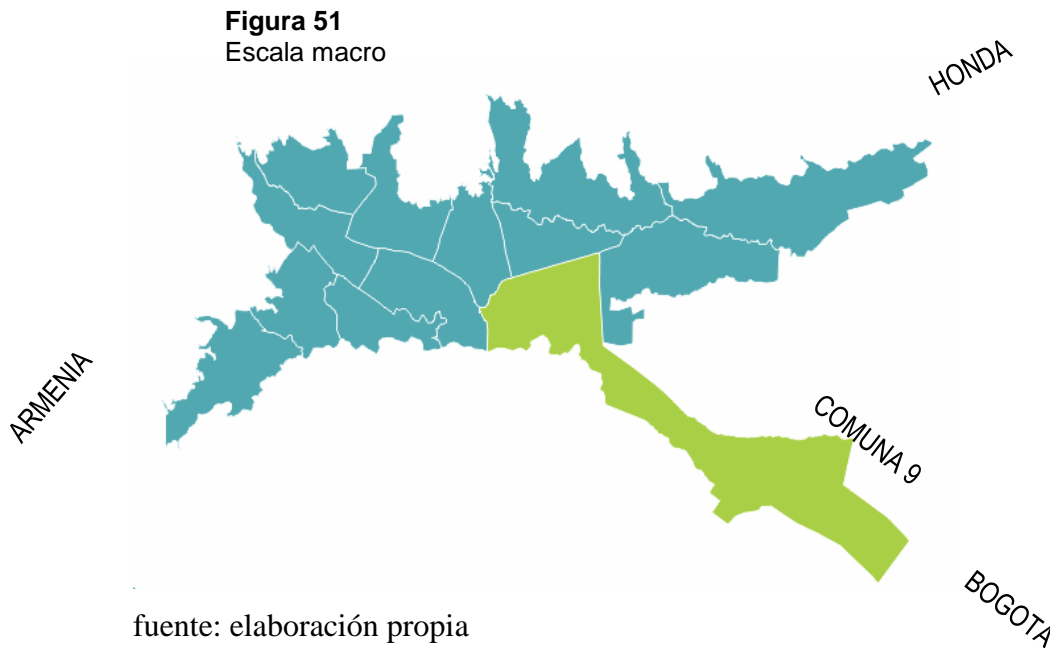 Figura 51
Escala macro
HONDA
ARMENIA
COMUNA 9
BOGOTA
fuente: elaboración propia